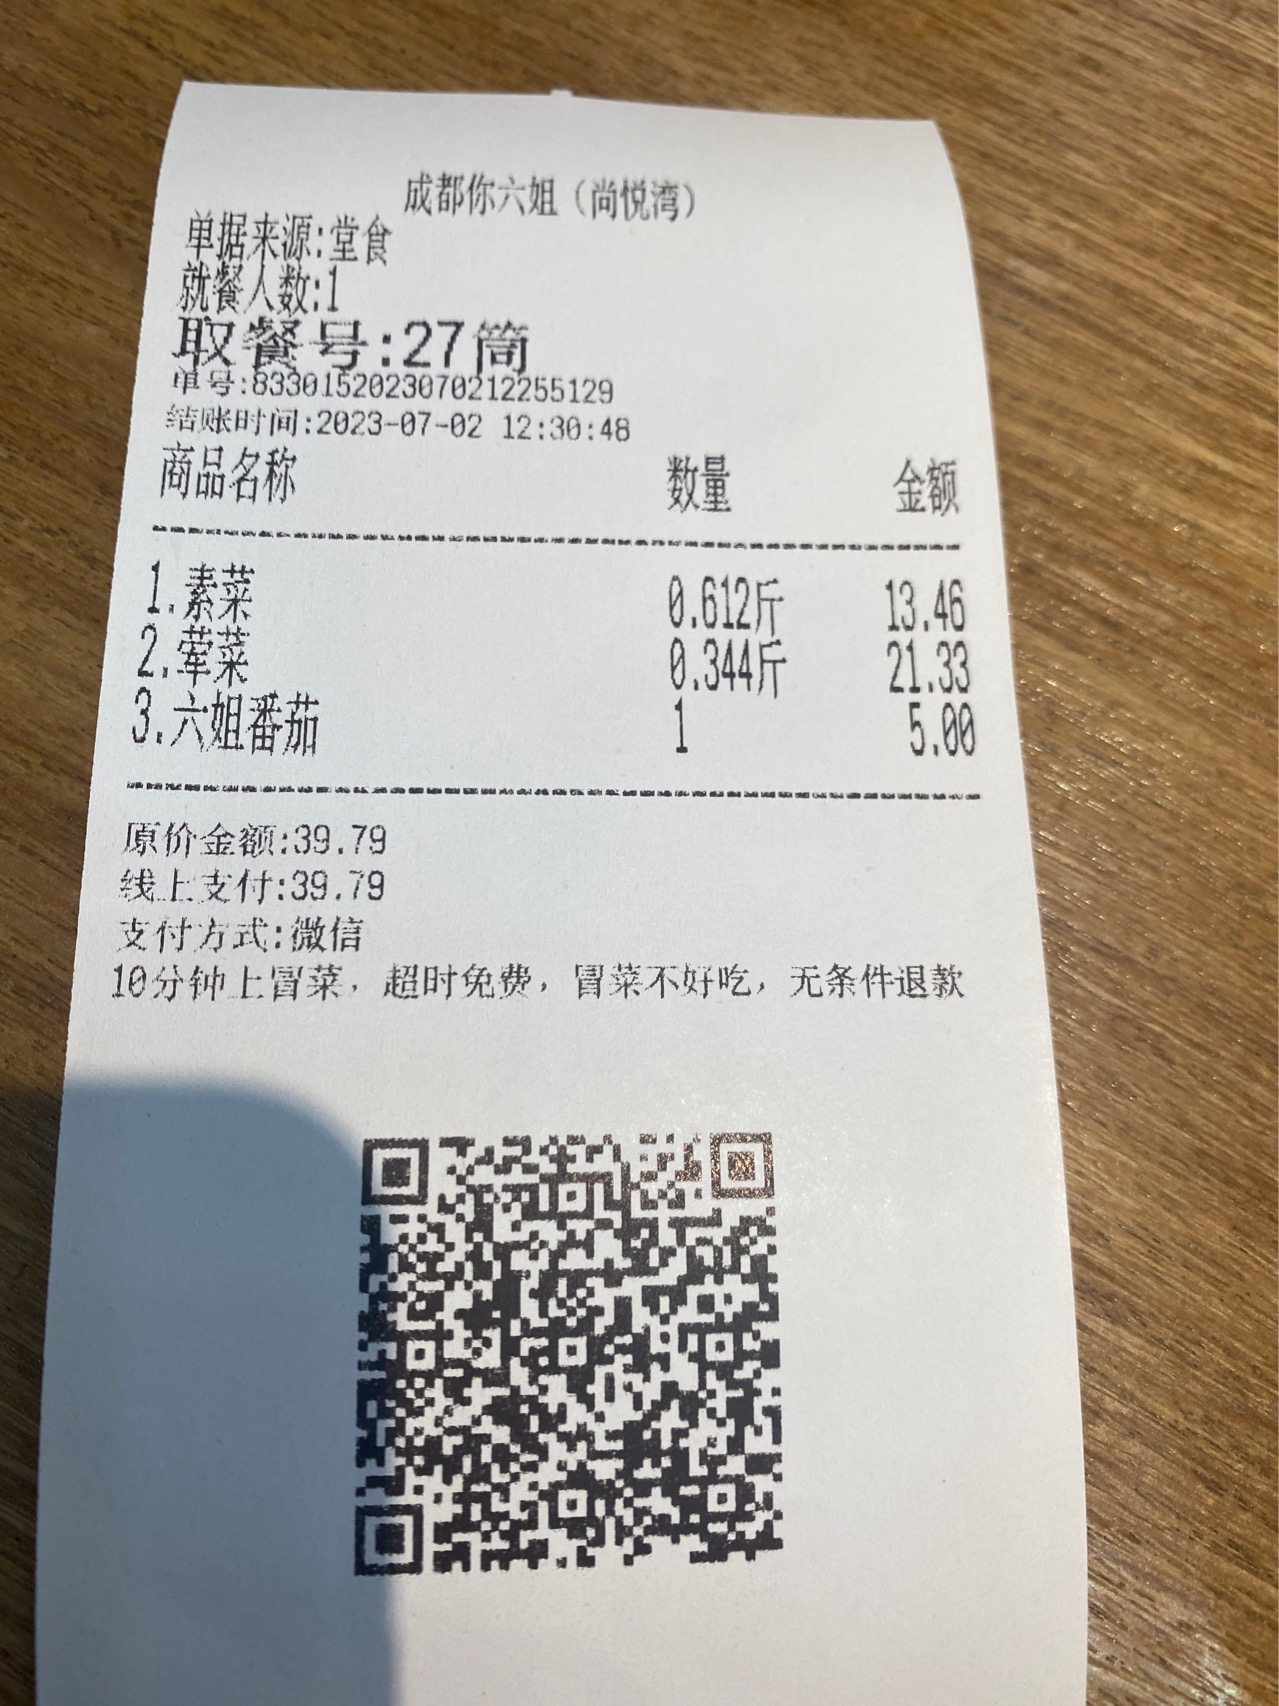 成都你六姐（尚悦湾）
单据来源:堂食
就餐人数:1
取餐号:27筒
单号:8330152023070212255129
结账时间:2023-07-02 12:30:48
商品名称 数量 金额
1.素菜 0.612斤 13.46
2.荤菜 0.344斤 21.33
3.六姐番茄 1 5.00
原价金额:39.79
线上支付:39.79
支付方式:微信
10分钟上冒菜，超时免费，冒菜不好吃，无条件退款